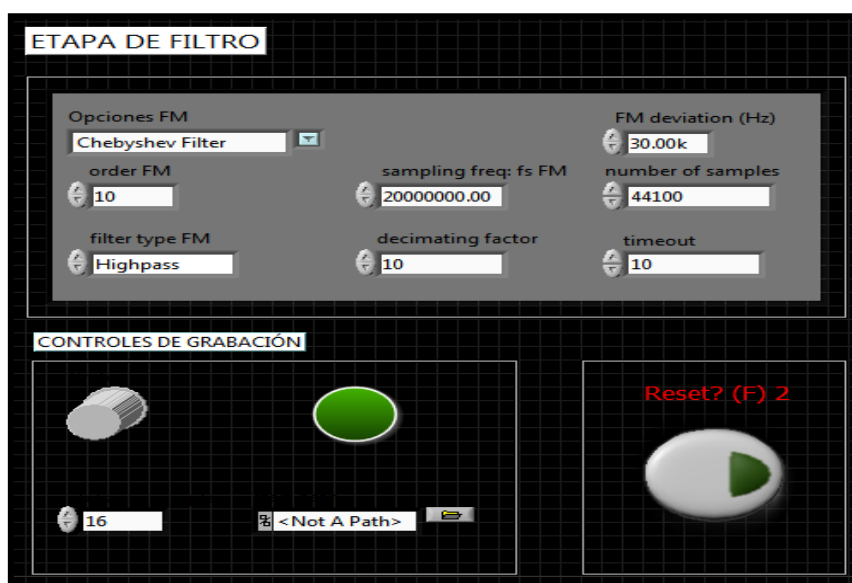 ETAPA DE FILTRO
Opciones FM
Chebyshev Filter
FM deviation (Hz)
30.00k
order FM
10
sampling freq: fs FM
20000000.00
number of samples
44100
filter type FM
Highpass
decimating factor
10
timeout
10
CONTROLES DE GRABACIÓN
16
<Not A Path>
Reset? (F) 2